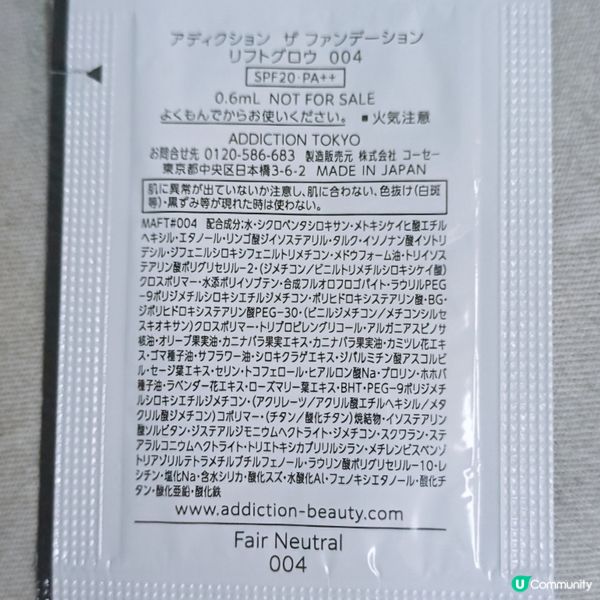 アディクション ザ ファンデーション
リフトグロウ 004
SPF20・PA++
0.6mL NOT FOR SALE
よくもんでからお使いください。 ■火気注意
ADDICTION TOKYO
お問合せ先 0120-586-683 製造販売元 株式会社 コーセー
東京都中央区日本橋3-6-2 MADE IN JAPAN
肌に異常が出ていないか注意し、肌に合わない、色抜け(白斑
等)・黒ずみ等が現れた時は使わない。
MAFT#004 配合成分:水・シクロペンタシロキサン・メトキシケイヒ酸エチル
ヘキシル・エタノール・リンゴ酸ジイソステアリル・タルク・イソノナン酸イソトリ
デシル・ジフェニルシロキシフェニルトリメチコン・メドウフォーム油・トリイソス
テアリン酸ポリグリセリル-2・(ジメチコン/ビニルトリメチルシロキシケイ酸)
クロスポリマー・水添ポリイソブテン・合成フルオロフロゴパイト・ラウリルPEG
-9ポリジメチルシロキシエチルジメチコン・ポリヒドロキシステアリン酸・BG・
ジポリヒドロキシステアリン酸PEG-30・(ビニルジメチコン/メチコンシルセ
スキオキサン)クロスポリマー・トリプロピレングリコール・アルガニアスピノサ
核油・オリーブ果実油・カニナバラ果実エキス・カニナバラ果実油・カミツレ花エキ
ス・ゴマ種子油・サフラワー油・シロキクラゲエキス・ジパルミチン酸アスコルビ
ル・セージ葉エキス・セリン・トコフェロール・ヒアルロン酸Na・プロリン・ホホバ
種子油・ラベンダー花エキス・ローズマリー葉エキス・BHT・PEG-9ポリジメチ
ルシロキシエチルジメチコン・(アクリレーツ/アクリル酸エチルヘキシル/メタ
クリル酸ジメチコン)コポリマー・(チタン/酸化チタン)焼結物・イソステアリン
酸ソルビタン・ジステアルジモニウムヘクトライト・ジメチコン・スクワラン・ステ
アラルコニウムヘクトライト・トリエトキシカプリリルシラン・メチレンビスベンゾ
トリアゾリルテトラメチルブチルフェノール・ラウリン酸ポリグリセリル-10・レ
シチン・塩化Na・含水シリカ・酸化スズ・水酸化Al・フェノキシエタノール・酸化チ
タン・酸化亜鉛・酸化鉄
www.addiction-beauty.com
Fair Neutral
004
U Community